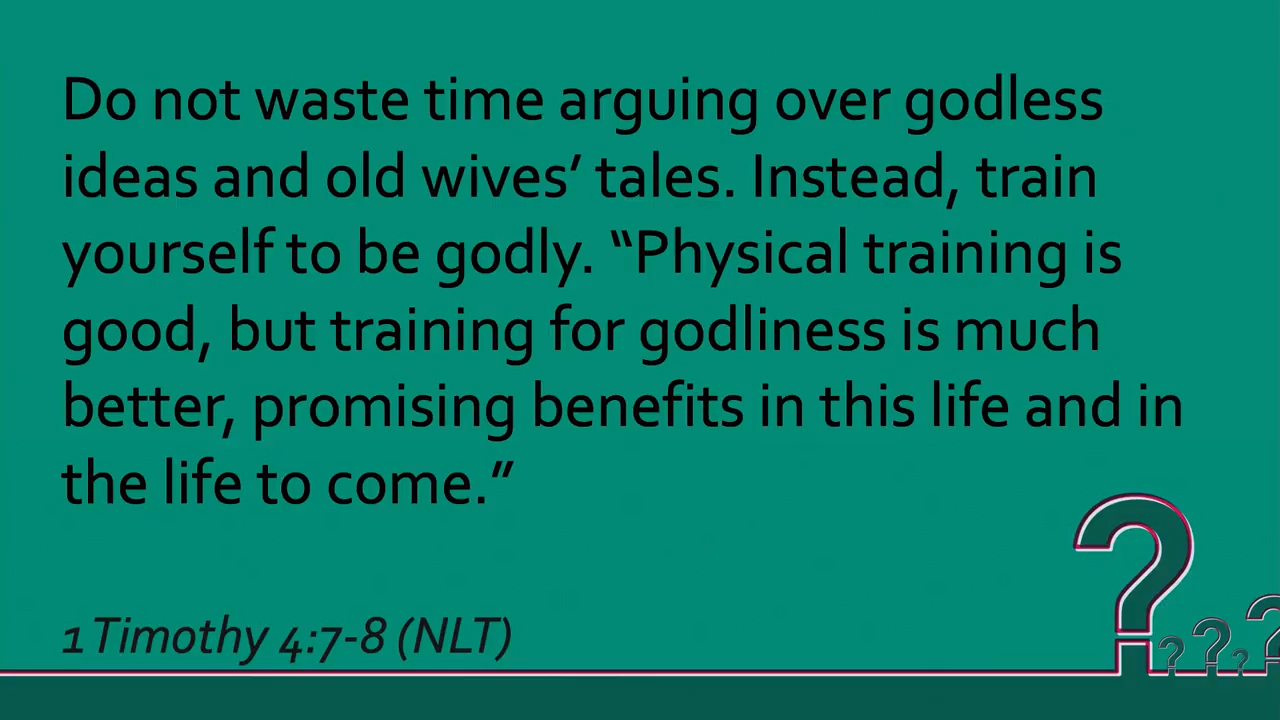 Do not waste time arguing over godless
ideas and old wives’ tales. Instead, train
yourself to be godly. “Physical training is
good, but training for godliness is much
better, promising benefits in this life and in
the life to come.”
1 Timothy 4:7-8 (NLT)